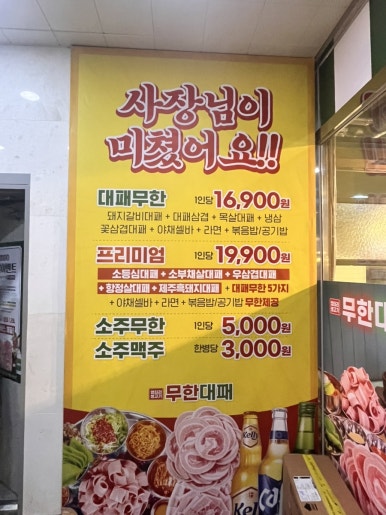 사장님이
미쳤어요!!
대패무한 1인당 16,900원
돼지갈비대패 + 대패삼겹 + 목살대패 + 냉삼
꽃삼겹대패 + 야채셀바 + 라면 + 볶음밥/공기밥
프리미엄 1인당 19,900원
소등심대패 + 소부채살대패 + 우삼겹대패
+ 항정살대패 + 제주흑돼지대패 + 대패무한 5가지
+ 야채셀바 + 라면 + 볶음밥/공기밥 무한제공
소주무한 1인당 5,000원
소주맥주 한병당 3,000원
무한대패
Kelly
Kelly
무한대